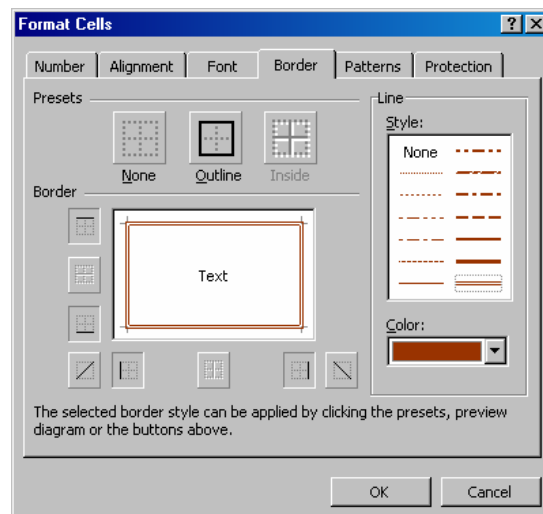 Format Cells
Number Alignment Font Border Patterns Protection
Presets
None Outline Inside
Border
Text
Line
Style:
None
Color:
The selected border style can be applied by clicking the presets, preview
diagram or the buttons above.
OK Cancel